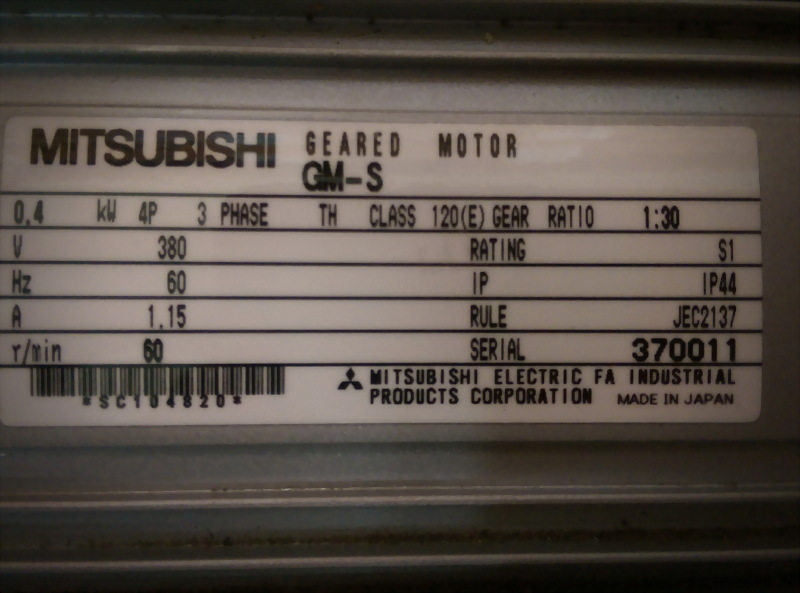 MITSUBISHI GEARED MOTOR
GM-S
0.4 kW 4P 3 PHASE TH CLASS 120(E) GEAR RATIO 1:30
V 380 RATING S1
Hz 60 IP IP44
A 1.15 RULE JEC2137
r/min 60 SERIAL 370011
*SC104820*
MITSUBISHI ELECTRIC FA INDUSTRIAL
PRODUCTS CORPORATION MADE IN JAPAN